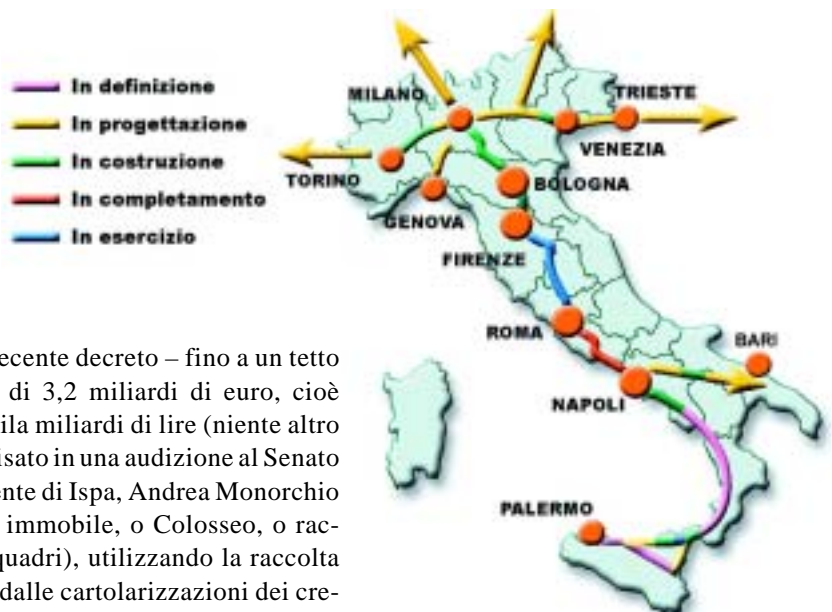 In definizione
In progettazione
In costruzione
In completamento
In esercizio
MILANO
TRIESTE
VENEZIA
TORINO
GENOVA
BOLOGNA
FIRENZE
ROMA
BARI
NAPOLI
PALERMO
ecente decreto – fino a un tetto
di 3,2 miliardi di euro, cioè
ila miliardi di lire (niente altro
isato in una audizione al Senato
ente di Ispa, Andrea Monorchio
immobile, o Colosseo, o rac-
quadri), utilizzando la raccolta
dalle cartolarizzazioni dei cre-